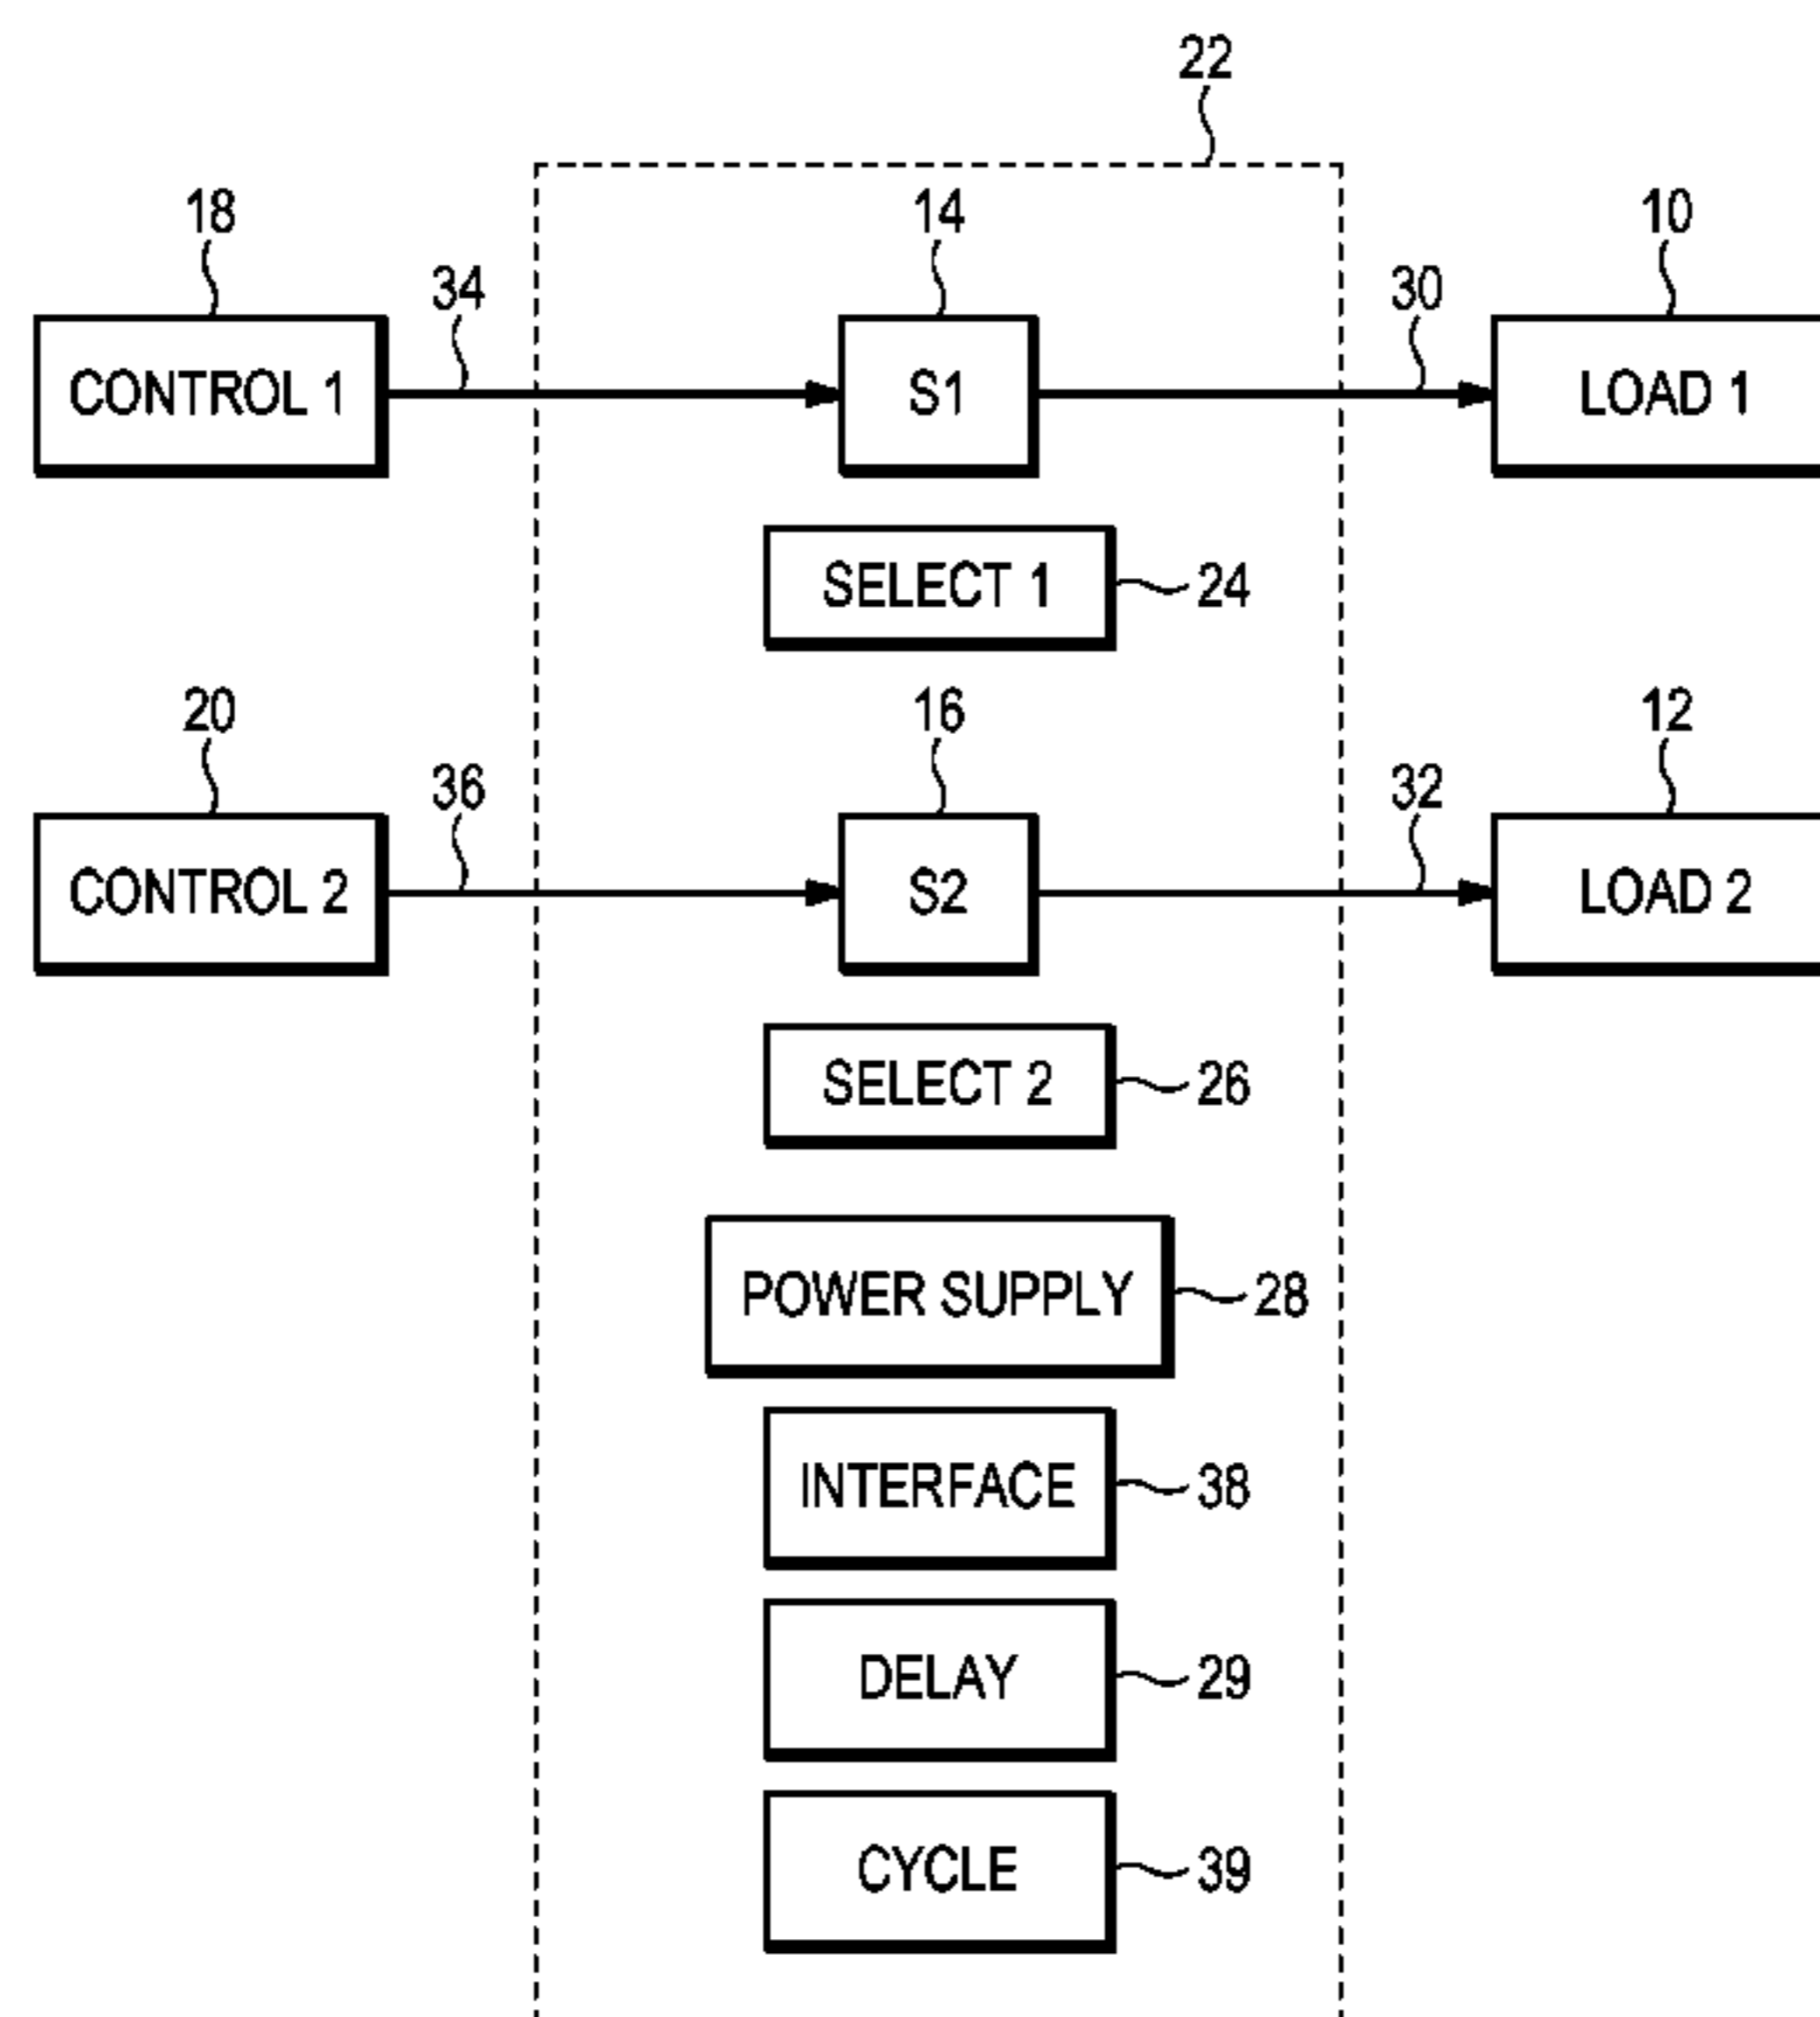 22
18
14
10
34
30
CONTROL 1
S1
LOAD 1
SELECT 1
24
20
16
12
36
32
CONTROL 2
S2
LOAD 2
SELECT 2
26
POWER SUPPLY
28
INTERFACE
38
DELAY
29
CYCLE
39